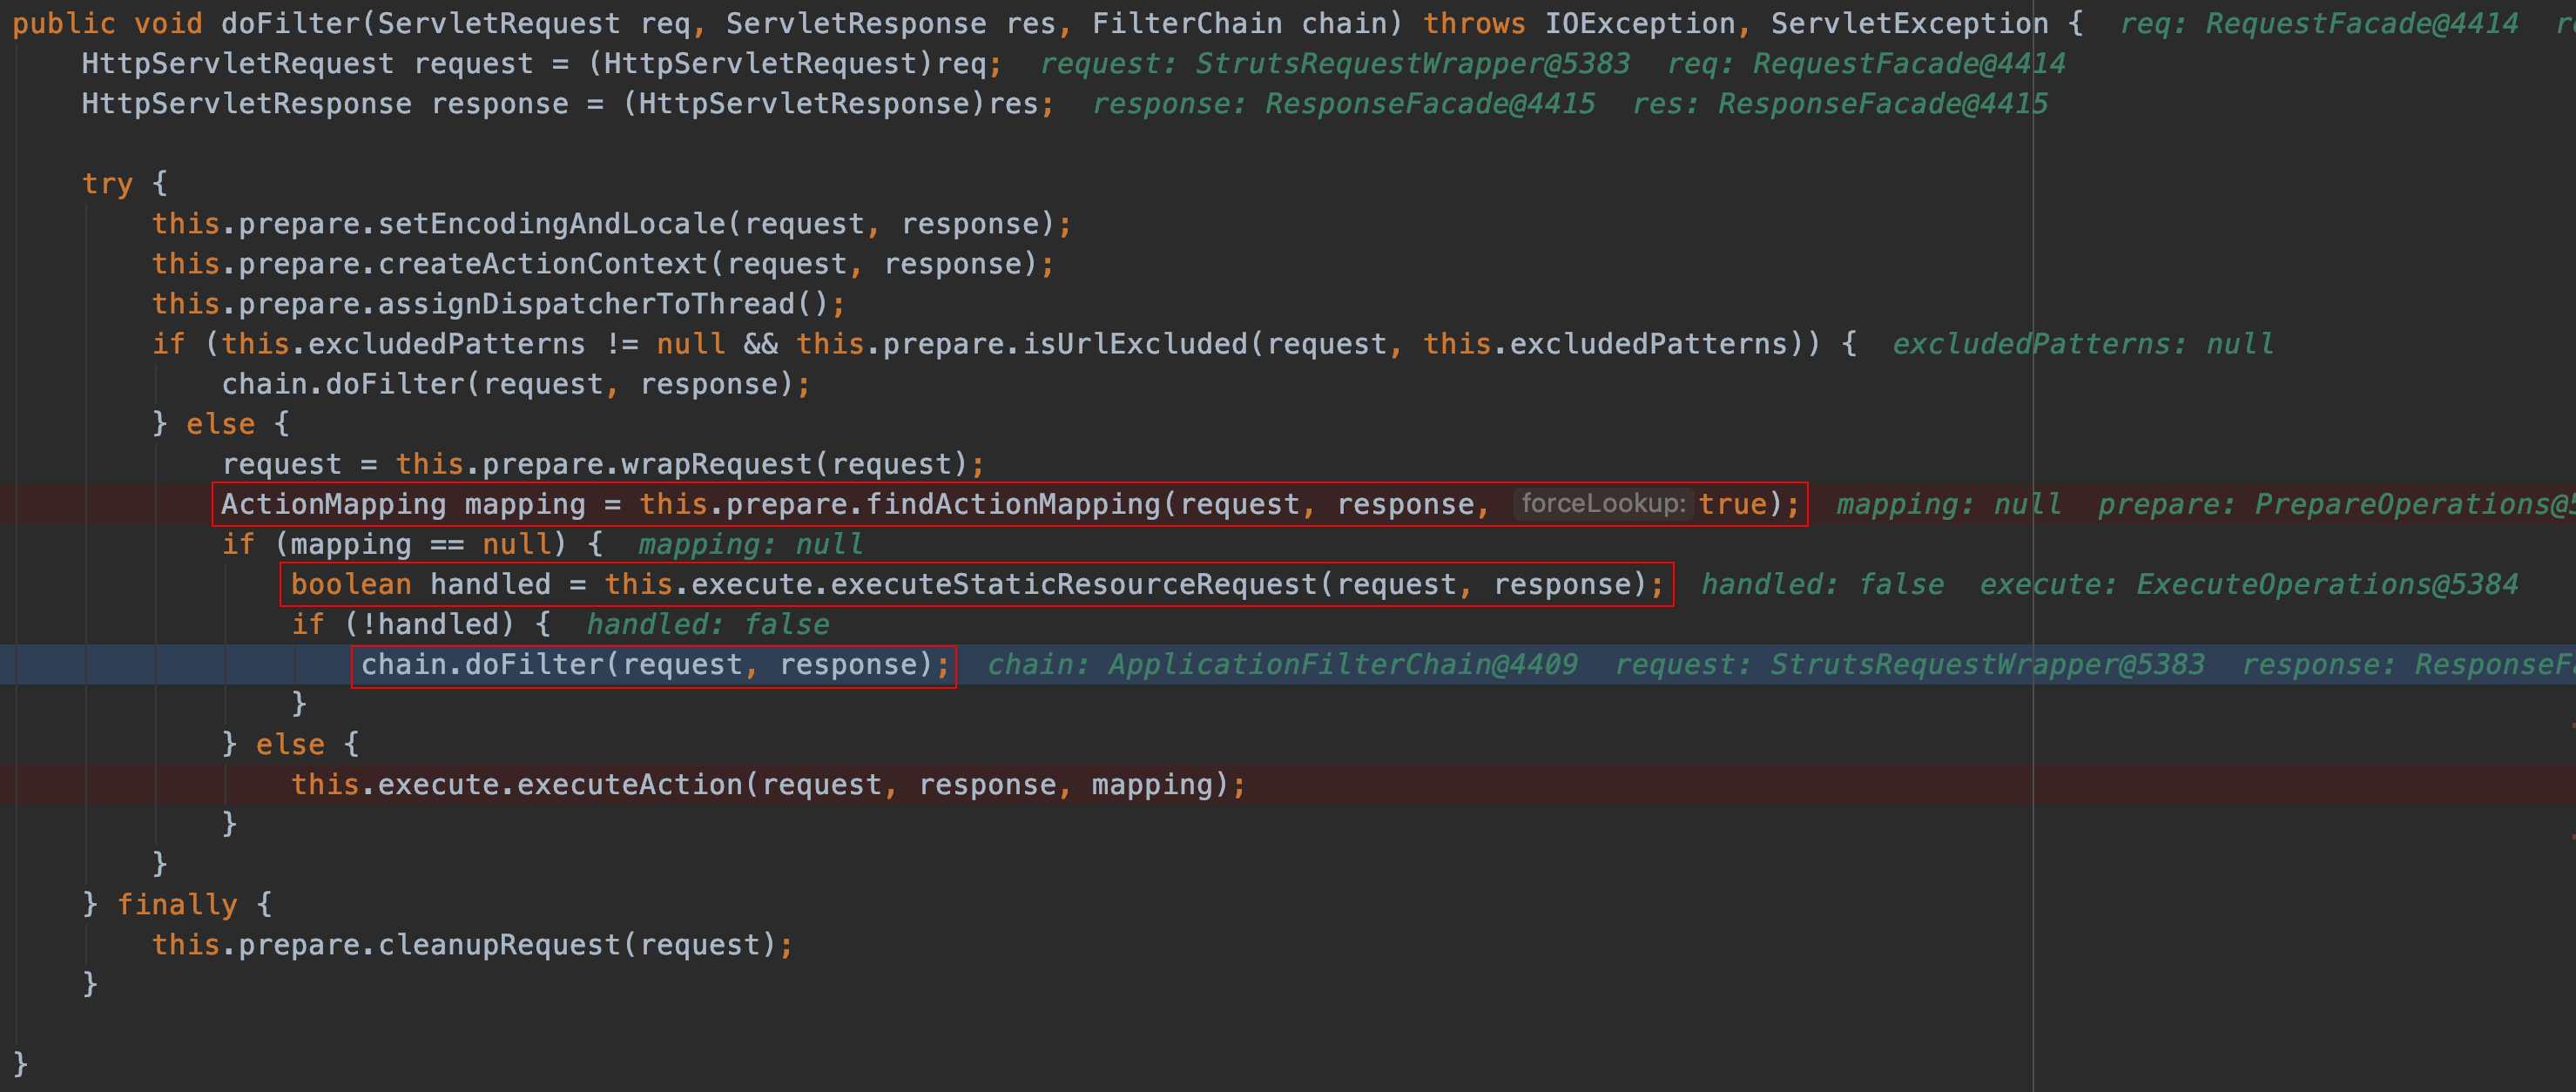 public void doFilter(ServletRequest req, ServletResponse res, FilterChain chain) throws IOException, ServletException {  req: RequestFacade@4414  re
    HttpServletRequest request = (HttpServletRequest)req;  request: StrutsRequestWrapper@5383  req: RequestFacade@4414
    HttpServletResponse response = (HttpServletResponse)res;  response: ResponseFacade@4415  res: ResponseFacade@4415
    try {
        this.prepare.setEncodingAndLocale(request, response);
        this.prepare.createActionContext(request, response);
        this.prepare.assignDispatcherToThread();
        if (this.excludedPatterns != null && this.prepare.isUrlExcluded(request, this.excludedPatterns)) {  excludedPatterns: null
            chain.doFilter(request, response);
        } else {
            request = this.prepare.wrapRequest(request);
            ActionMapping mapping = this.prepare.findActionMapping(request, response, forceLookup: true);  mapping: null  prepare: PrepareOperations@5
            if (mapping == null) {  mapping: null
                boolean handled = this.execute.executeStaticResourceRequest(request, response);  handled: false  execute: ExecuteOperations@5384
                if (!handled) {  handled: false
                    chain.doFilter(request, response);  chain: ApplicationFilterChain@4409  request: StrutsRequestWrapper@5383  response: ResponseFa
                }
            } else {
                this.execute.executeAction(request, response, mapping);
            }
        }
    } finally {
        this.prepare.cleanupRequest(request);
    }
}